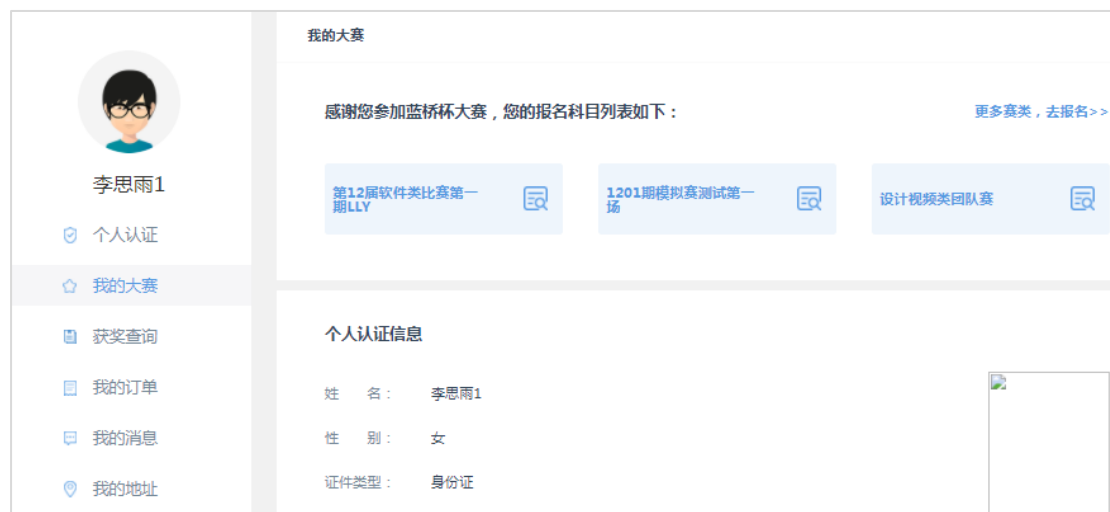 李思雨1
个人认证
我的大赛
获奖查询
我的订单
我的消息
我的地址
我的大赛
感谢您参加蓝桥杯大赛，您的报名科目列表如下：
更多赛类，去报名>>
第12届软件类比赛第一
期LLY
1201期模拟赛测试第一
场
设计视频类团队赛
个人认证信息
姓 名： 李思雨1
性 别： 女
证件类型： 身份证